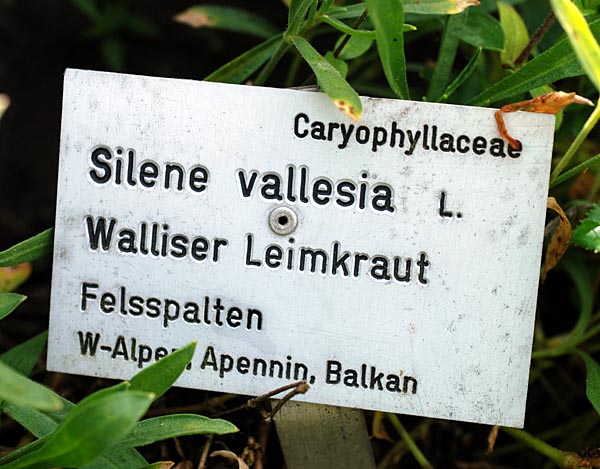 Caryophyllaceae
Silene vallesia L.
Walliser Leimkraut
Felsspalten
W-Alpen, Apennin, Balkan